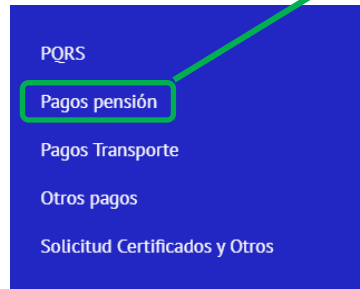 PQRS
Pagos pensión
Pagos Transporte
Otros pagos
Solicitud Certificados y Otros